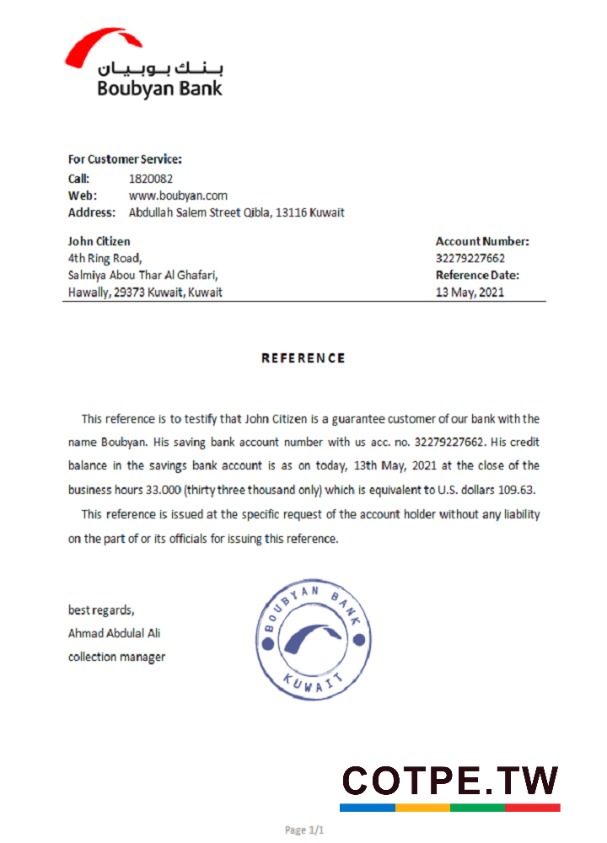 بنك بوبيان
Boubyan Bank
For Customer Service:
Call: 1820082
Web: www.boubyan.com
Address: Abdullah Salem Street Qibla, 13116 Kuwait
John Citizen
4th Ring Road,
Salmiya Abou Thar Al Ghafari,
Hawally, 29373 Kuwait, Kuwait
Account Number:
32279227662
Reference Date:
13 May, 2021
REFERENCE
This reference is to testify that John Citizen is a guarantee customer of our bank with the
name Boubyan. His saving bank account number with us acc. no. 32279227662. His credit
balance in the savings bank account is as on today, 13th May, 2021 at the close of the
business hours 33.000 (thirty three thousand only) which is equivalent to U.S. dollars 109.63.
This reference is issued at the specific request of the account holder without any liability
on the part of or its officials for issuing this reference.
best regards,
Ahmad Abdulal Ali
collection manager
BOUBYAN BANK
KUWAIT
COTPE.TW
Page 1/1